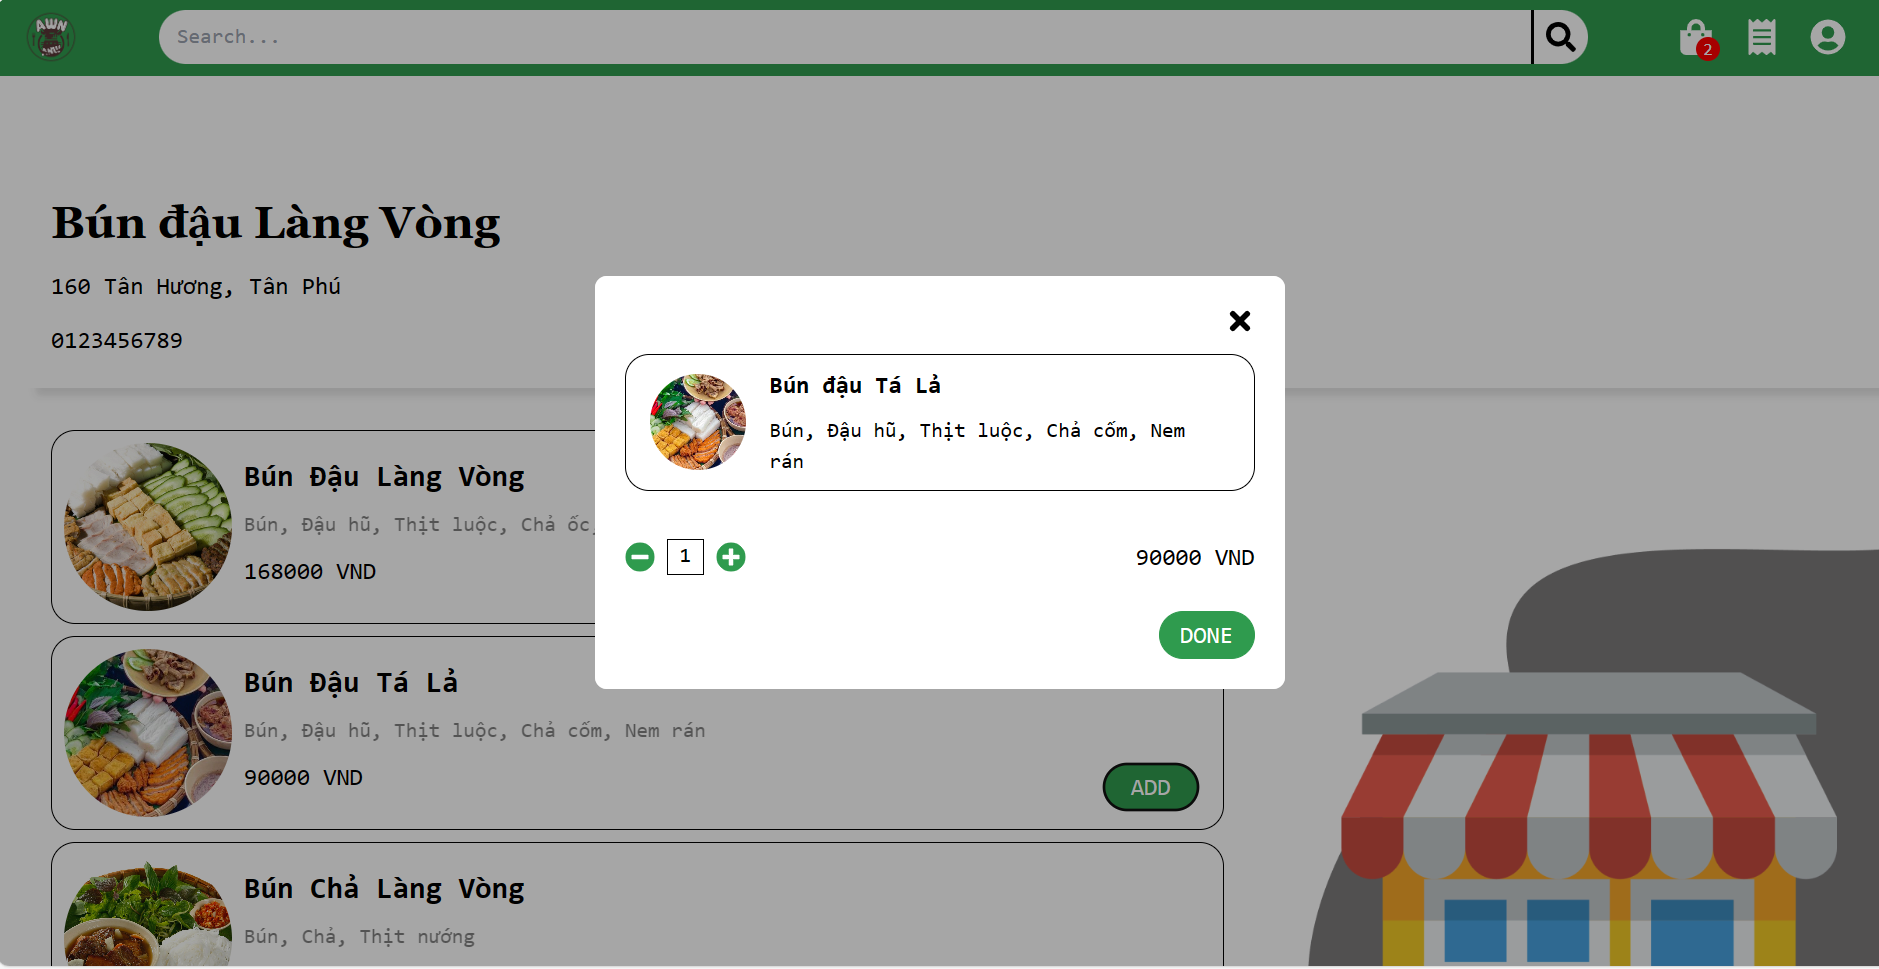 AWN
Search...
2
Bún đậu Làng Vòng
160 Tân Hương, Tân Phú
0123456789
Bún đậu Tá Lả
Bún, Đậu hũ, Thịt luộc, Chả cốm, Nem
rán
1
90000 VND
DONE
Bún Đậu Làng Vòng
Bún, Đậu hũ, Thịt luộc, Chả ốc,
168000 VND
Bún Đậu Tá Lả
Bún, Đậu hũ, Thịt luộc, Chả cốm, Nem rán
90000 VND
ADD
Bún Chả Làng Vòng
Bún, Chả, Thịt nướng